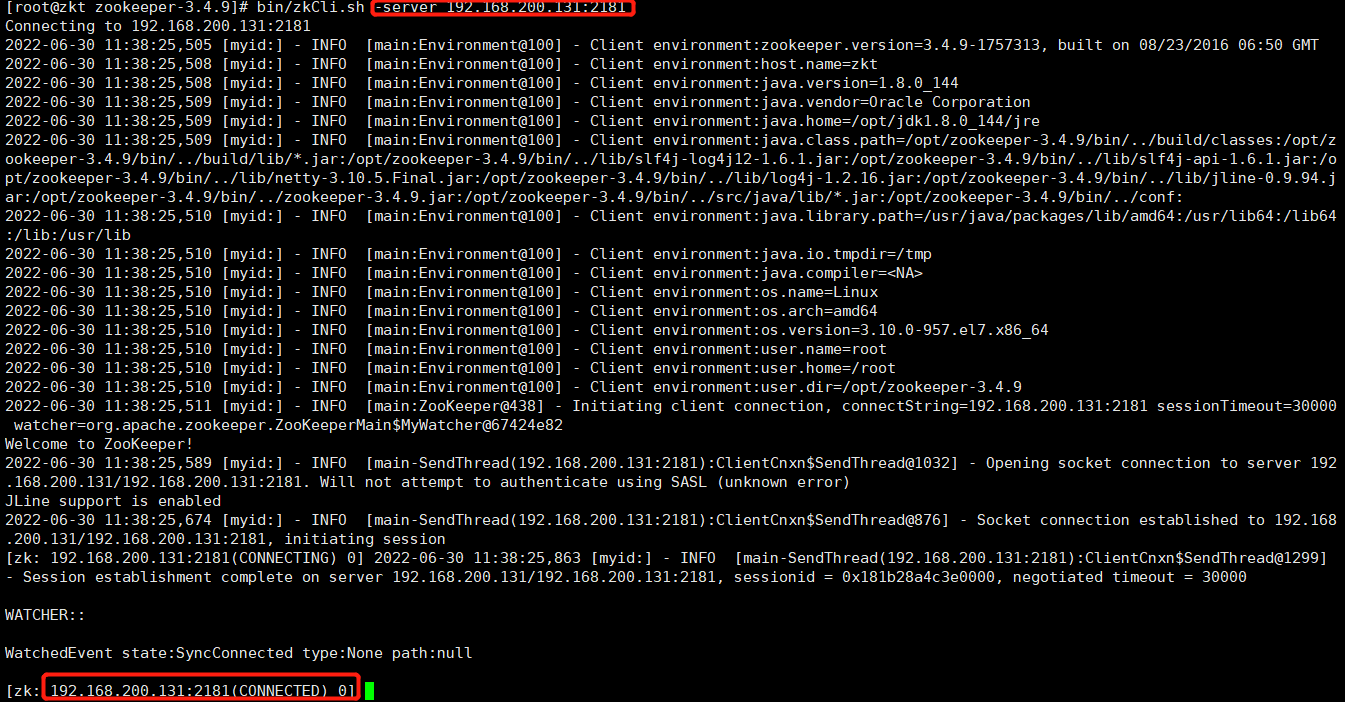 [root@zkt zookeeper-3.4.9]# bin/zkCli.sh -server 192.168.200.131:2181
Connecting to 192.168.200.131:2181
2022-06-30 11:38:25,505 [myid:] - INFO  [main:Environment@100] - Client environment:zookeeper.version=3.4.9-1757313, built on 08/23/2016 06:50 GMT
2022-06-30 11:38:25,508 [myid:] - INFO  [main:Environment@100] - Client environment:host.name=zkt
2022-06-30 11:38:25,508 [myid:] - INFO  [main:Environment@100] - Client environment:java.version=1.8.0_144
2022-06-30 11:38:25,509 [myid:] - INFO  [main:Environment@100] - Client environment:java.vendor=Oracle Corporation
2022-06-30 11:38:25,509 [myid:] - INFO  [main:Environment@100] - Client environment:java.home=/opt/jdk1.8.0_144/jre
2022-06-30 11:38:25,509 [myid:] - INFO  [main:Environment@100] - Client environment:java.class.path=/opt/zookeeper-3.4.9/bin/../build/classes:/opt/z
ookeeper-3.4.9/bin/../build/lib/*.jar:/opt/zookeeper-3.4.9/bin/../lib/slf4j-log4j12-1.6.1.jar:/opt/zookeeper-3.4.9/bin/../lib/slf4j-api-1.6.1.jar:/o
pt/zookeeper-3.4.9/bin/../lib/netty-3.10.5.Final.jar:/opt/zookeeper-3.4.9/bin/../lib/log4j-1.2.16.jar:/opt/zookeeper-3.4.9/bin/../lib/jline-0.9.94.j
ar:/opt/zookeeper-3.4.9/bin/../zookeeper-3.4.9.jar:/opt/zookeeper-3.4.9/bin/../src/java/lib/*.jar:/opt/zookeeper-3.4.9/bin/../conf:
2022-06-30 11:38:25,510 [myid:] - INFO  [main:Environment@100] - Client environment:java.library.path=/usr/java/packages/lib/amd64:/usr/lib64:/lib64
:/lib:/usr/lib
2022-06-30 11:38:25,510 [myid:] - INFO  [main:Environment@100] - Client environment:java.io.tmpdir=/tmp
2022-06-30 11:38:25,510 [myid:] - INFO  [main:Environment@100] - Client environment:java.compiler=<NA>
2022-06-30 11:38:25,510 [myid:] - INFO  [main:Environment@100] - Client environment:os.name=Linux
2022-06-30 11:38:25,510 [myid:] - INFO  [main:Environment@100] - Client environment:os.arch=amd64
2022-06-30 11:38:25,510 [myid:] - INFO  [main:Environment@100] - Client environment:os.version=3.10.0-957.el7.x86_64
2022-06-30 11:38:25,510 [myid:] - INFO  [main:Environment@100] - Client environment:user.name=root
2022-06-30 11:38:25,510 [myid:] - INFO  [main:Environment@100] - Client environment:user.home=/root
2022-06-30 11:38:25,510 [myid:] - INFO  [main:Environment@100] - Client environment:user.dir=/opt/zookeeper-3.4.9
2022-06-30 11:38:25,511 [myid:] - INFO  [main:ZooKeeper@438] - Initiating client connection, connectString=192.168.200.131:2181 sessionTimeout=30000
 watcher=org.apache.zookeeper.ZooKeeperMain$MyWatcher@67424e82
Welcome to ZooKeeper!
2022-06-30 11:38:25,589 [myid:] - INFO  [main-SendThread(192.168.200.131:2181):ClientCnxn$SendThread@1032] - Opening socket connection to server 192
.168.200.131/192.168.200.131:2181. Will not attempt to authenticate using SASL (unknown error)
JLine support is enabled
2022-06-30 11:38:25,674 [myid:] - INFO  [main-SendThread(192.168.200.131:2181):ClientCnxn$SendThread@876] - Socket connection established to 192.168
.200.131/192.168.200.131:2181, initiating session
[zk: 192.168.200.131:2181(CONNECTING) 0] 2022-06-30 11:38:25,863 [myid:] - INFO  [main-SendThread(192.168.200.131:2181):ClientCnxn$SendThread@1299]
- Session establishment complete on server 192.168.200.131/192.168.200.131:2181, sessionid = 0x181b28a4c3e0000, negotiated timeout = 30000
WATCHER::
WatchedEvent state:SyncConnected type:None path:null
[zk: 192.168.200.131:2181(CONNECTED) 0]